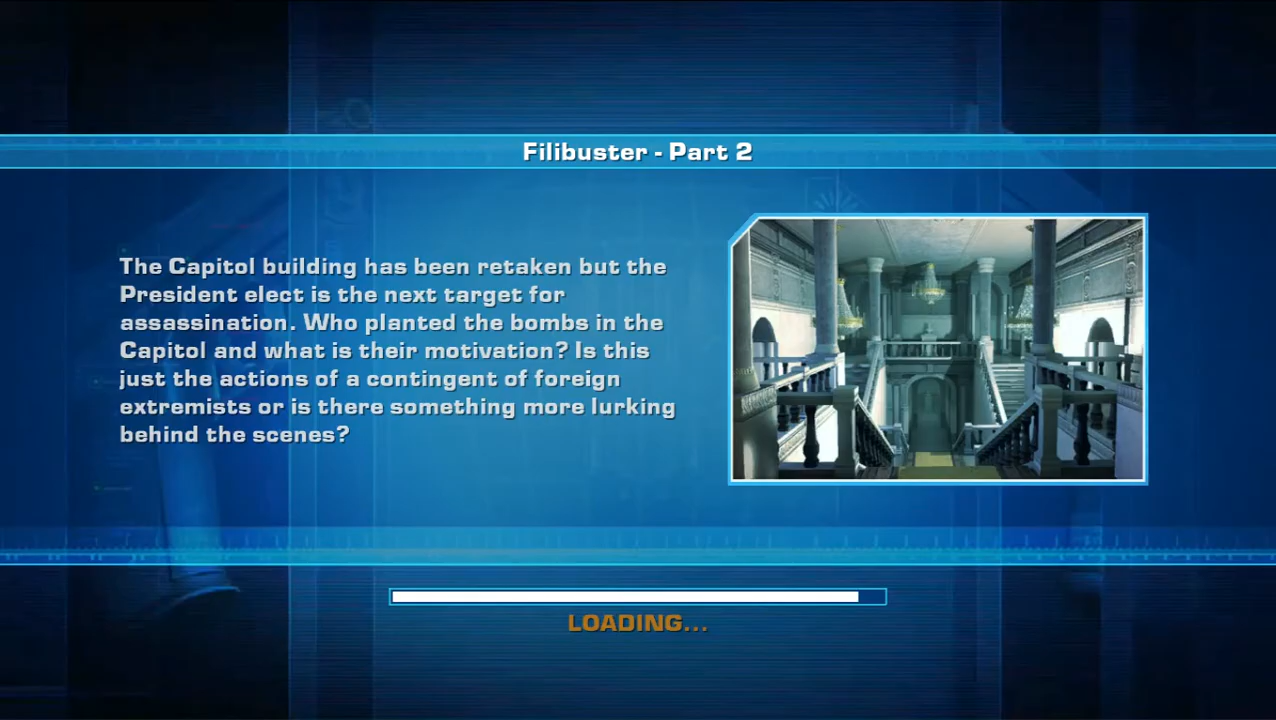 Filibuster - Part 2
The Capitol building has been retaken but the
President elect is the next target for
assassination. Who planted the bombs in the
Capitol and what is their motivation? Is this
just the actions of a contingent of foreign
extremists or is there something more lurking
behind the scenes?
LOADING...